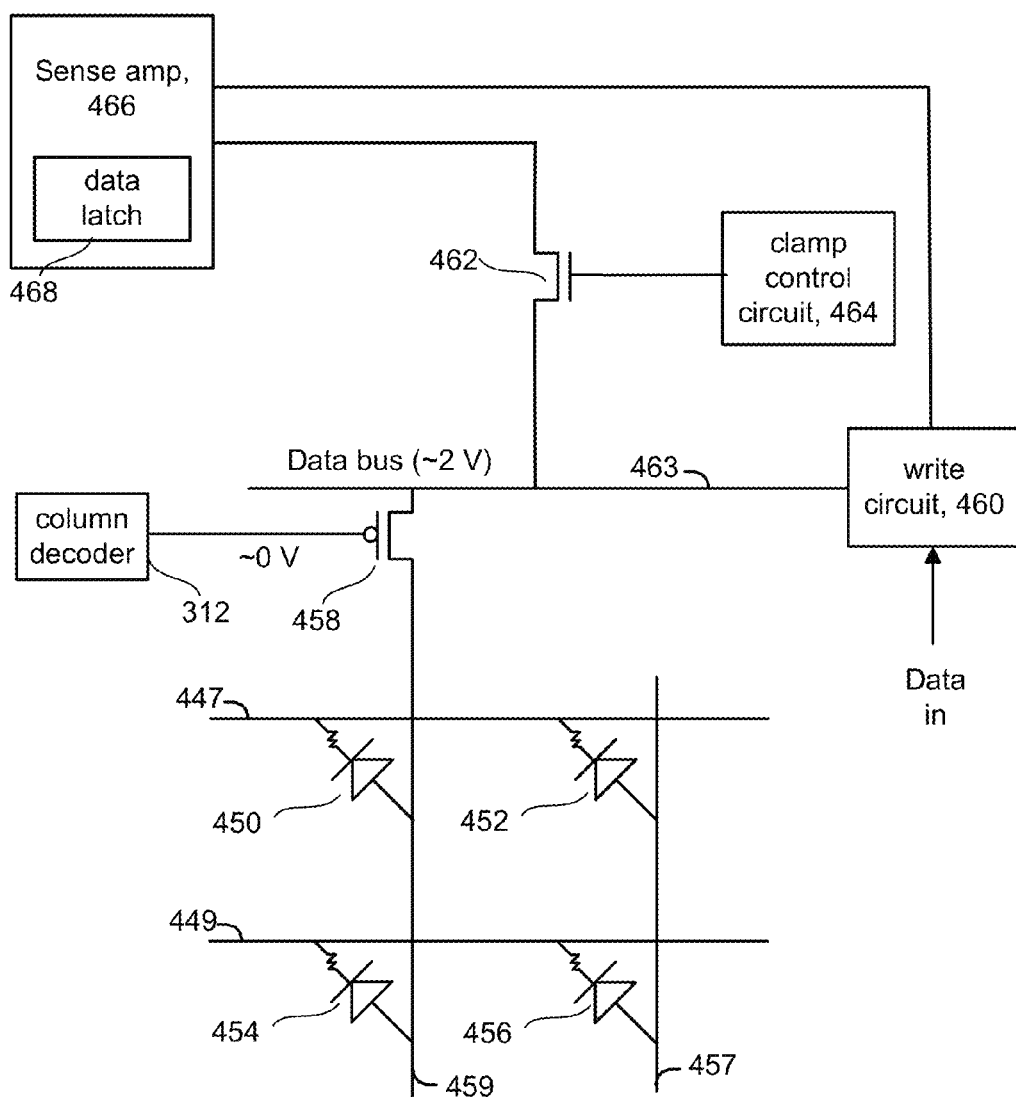 Sense amp,
466
data
latch
468
462
clamp
control
circuit, 464
Data bus (~2 V)
463
write
circuit, 460
column
decoder
~0 V
312
458
Data
in
447
450
452
449
454
456
459
457